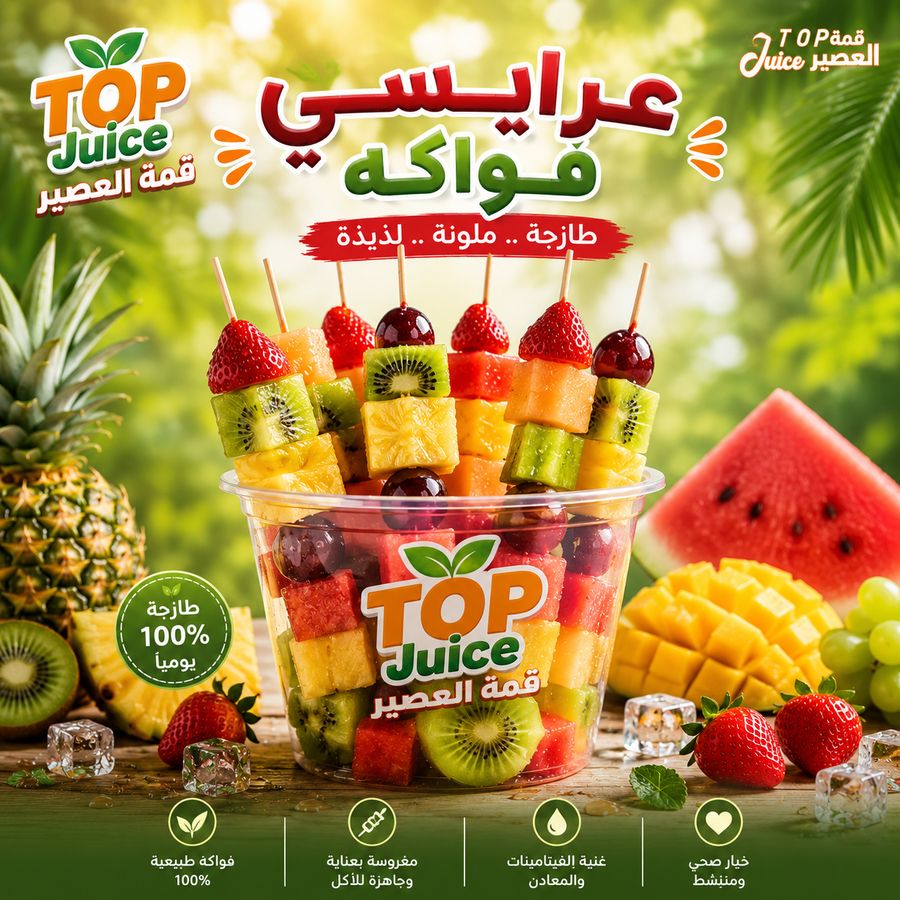 TOP
Juice
قمة العصير
TOP قمة
Juice العصير
عرايسي
فواكه
طازجة .. ملونة .. لذيذة
طازجة
100%
يومياً
TOP
Juice
قمة العصير
خيار صحي
ومننشط
غنية الفيتامينات
والمعادن
مغروسة بعناية
وجاهزة للأكل
فواكه طبيعية
100%